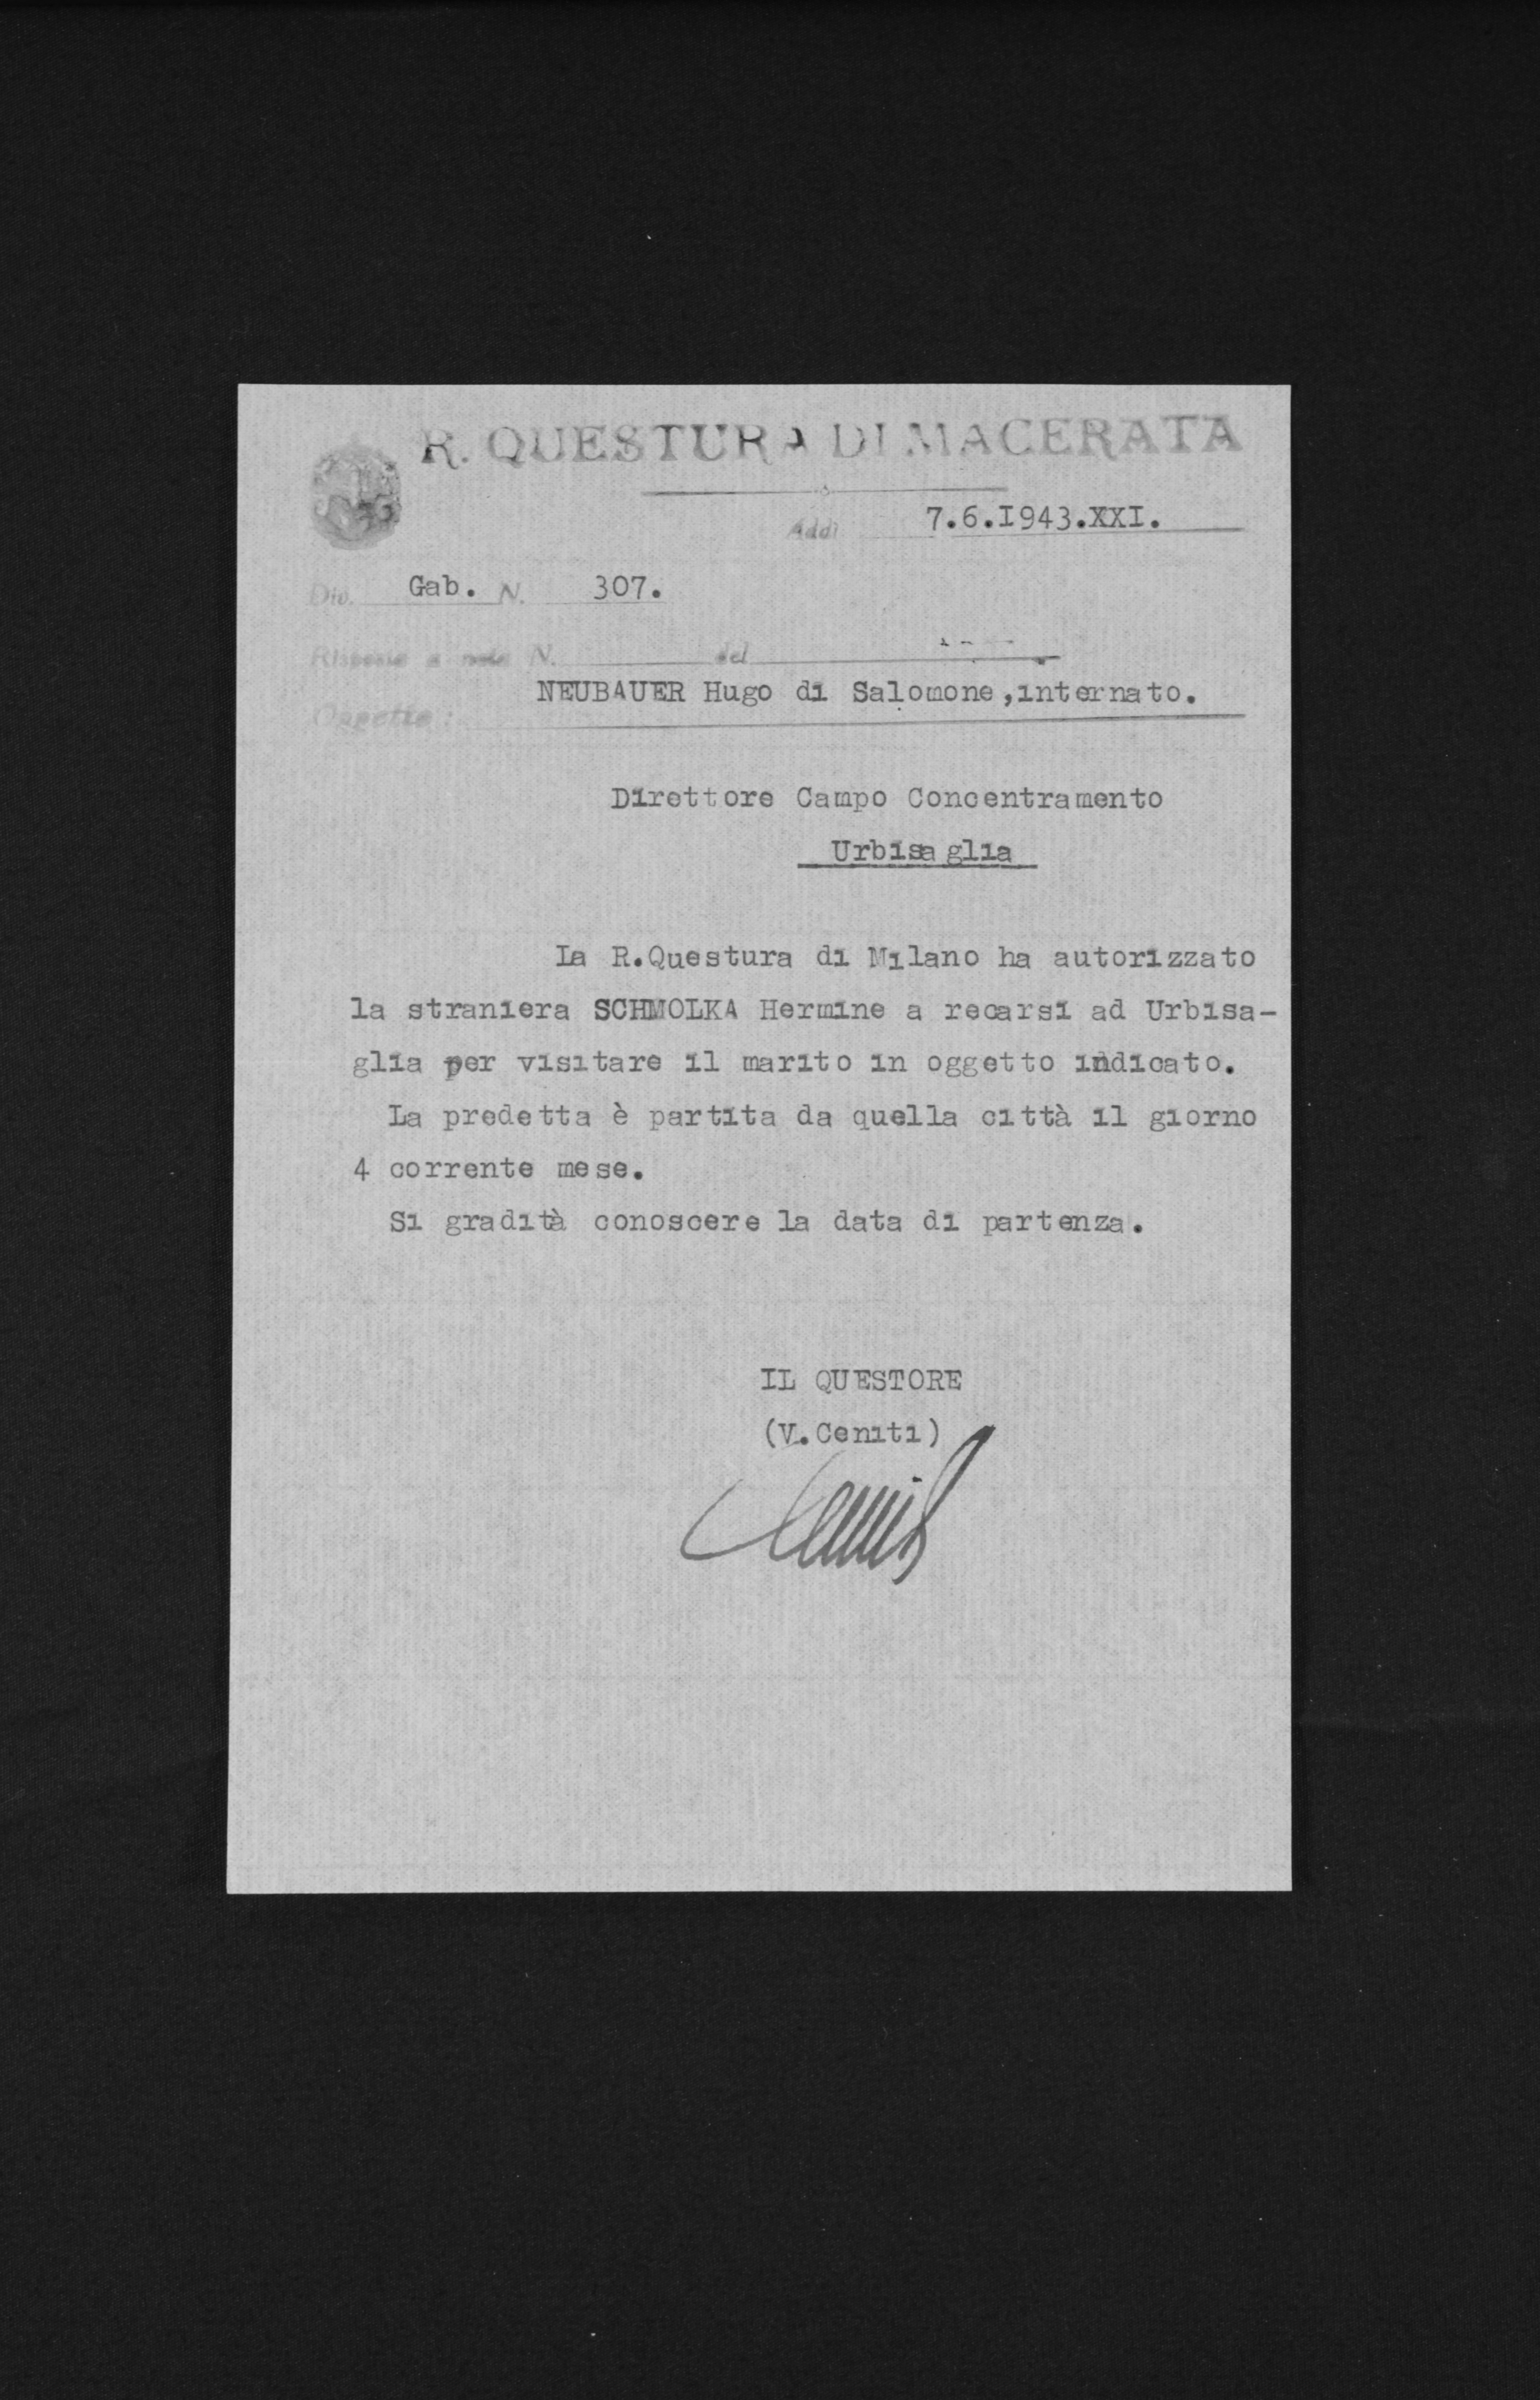 R. QUESTURA DI MACERATA
Addì 7.6.I943.XXI.
Div. Gab. N. 307.
Risposta a nota N. del
NEUBAUER Hugo di Salomone,internato.
Oggetto:
Direttore Campo Concentramento
Urbisaglia
La R.Questura di Milano ha autorizzato
la straniera SCHMOLKA Hermine a recarsi ad Urbisa-
glia per visitare il marito in oggetto indicato.
La predetta è partita da quella città il giorno
4 corrente mese.
Si gradità conoscere la data di partenza.
IL QUESTORE
(V.Ceniti)
Ceniti